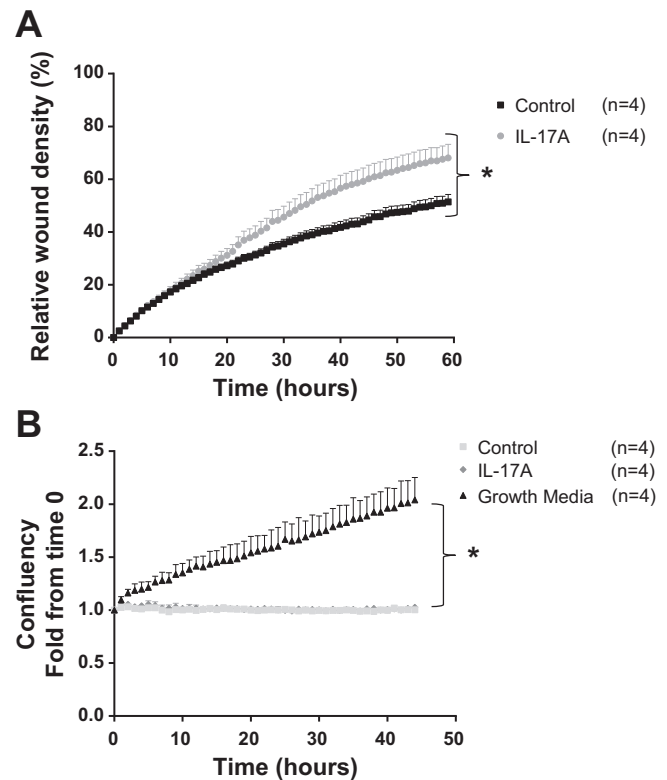 A
Relative wound density (%)
100
80
60
40
20
0
0 10 20 30 40 50 60
Time (hours)
Control (n=4)
IL-17A (n=4)
*
B
Confluency
Fold from time 0
2.5
2.0
1.5
1.0
0.5
0.0
0 10 20 30 40 50
Time (hours)
Control (n=4)
IL-17A (n=4)
Growth Media (n=4)
*